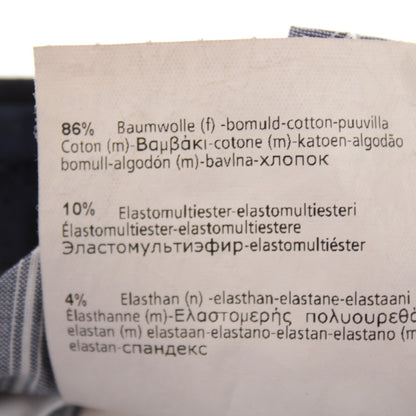 86% Baumwolle (f) -bomuld-cotton-puuvilla
Coton (m)-Βαμβάκι-cotone (m)-katoen-algodão
bomull-algodón (m)-bavlna-хлопок
10% Elastomultiester-elastomultiesteri
Élastomultiester-elastomultiestere
Эластомультиэфир-elastomultiéster
4% Elasthan (n) -elasthan-elastane-elastaani
Élasthanne (m)-Ελαστομερής πολυουρεθά
elastan (m) elastaan-elastano-elastan-elastano (m
elastan-спандекс